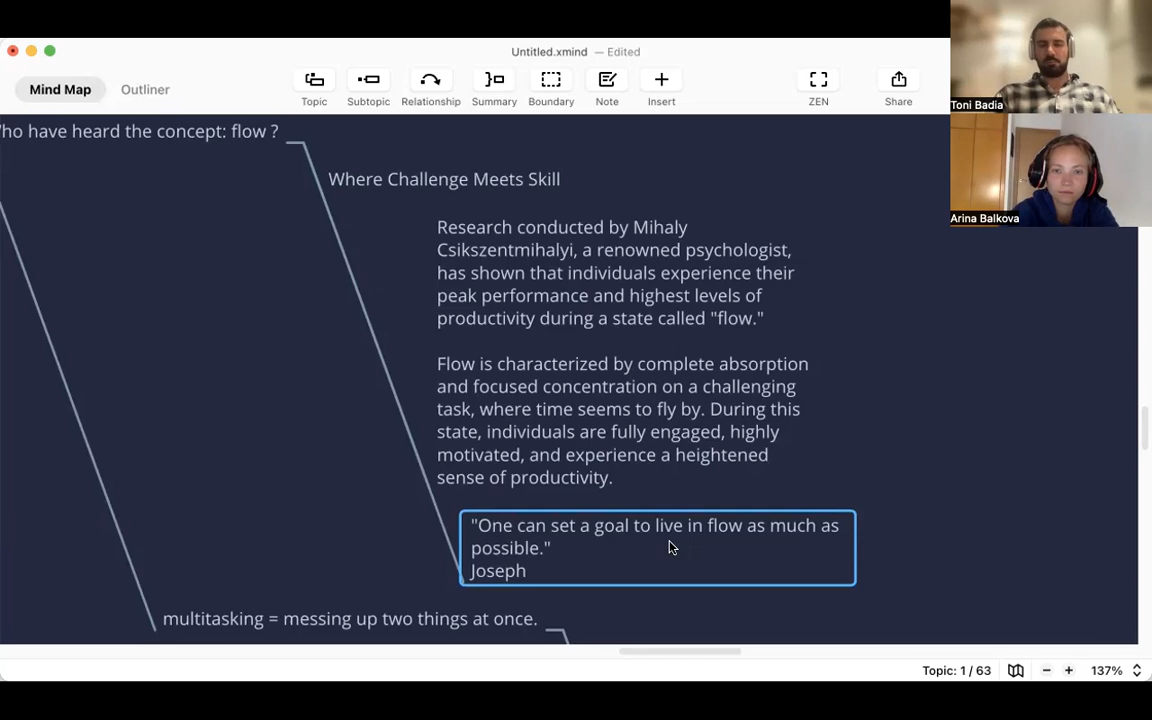 Untitled.xmind — Edited
Mind Map
Outliner
Topic
Subtopic
Relationship
Summary
Boundary
Note
Insert
ZEN
Share
Toni Badia
Arina Balkova
ho have heard the concept: flow ?
Where Challenge Meets Skill
Research conducted by Mihaly
Csikszentmihalyi, a renowned psychologist,
has shown that individuals experience their
peak performance and highest levels of
productivity during a state called "flow."
Flow is characterized by complete absorption
and focused concentration on a challenging
task, where time seems to fly by. During this
state, individuals are fully engaged, highly
motivated, and experience a heightened
sense of productivity.
"One can set a goal to live in flow as much as
possible."
Joseph
multitasking = messing up two things at once.
Topic: 1 / 63
137%